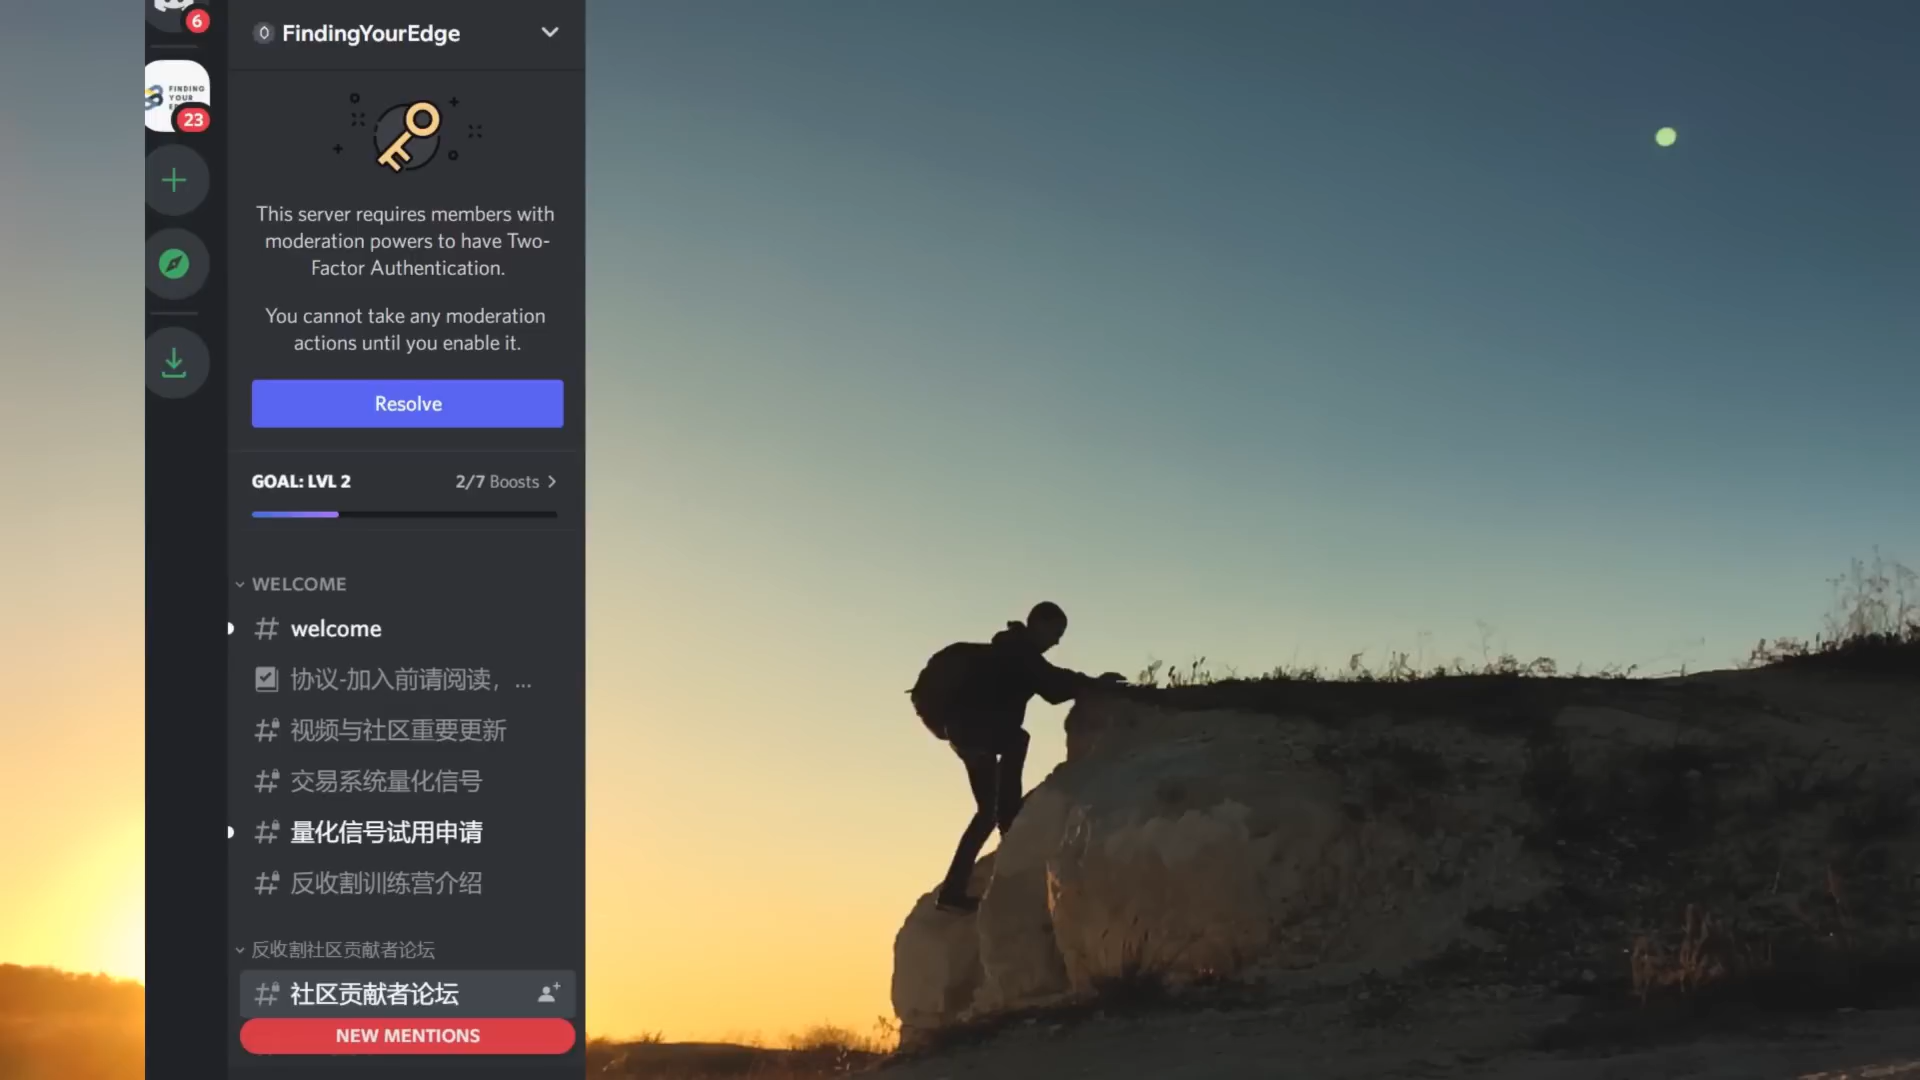 6
FindingYourEdge
FINDING
YOUR
23
This server requires members with
moderation powers to have Two-
Factor Authentication.
You cannot take any moderation
actions until you enable it.
Resolve
GOAL: LVL 2 2/7 Boosts
WELCOME
welcome
协议-加入前请阅读，...
视频与社区重要更新
交易系统量化信号
量化信号试用申请
反收割训练营介绍
反收割社区贡献者论坛
社区贡献者论坛
NEW MENTIONS